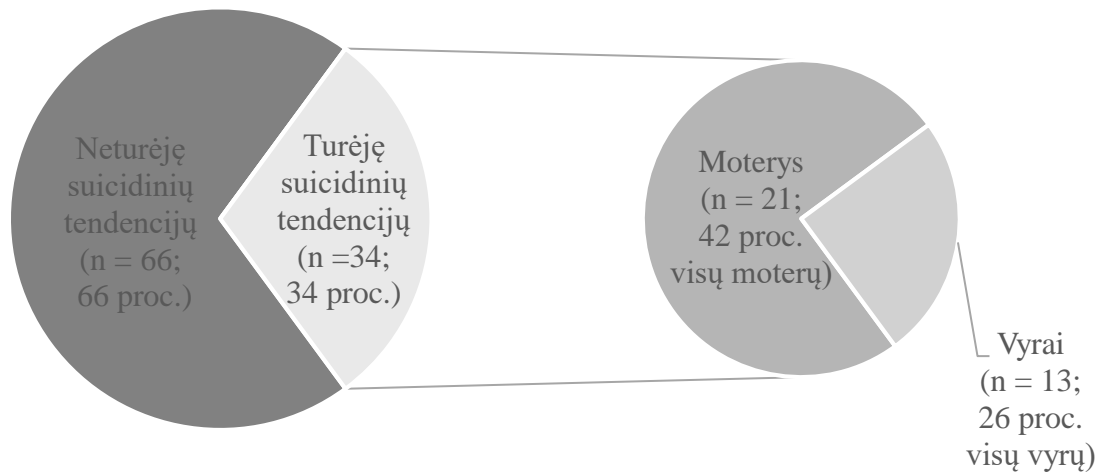 Neturėję
suicidinių
tendencijų
(n = 66;
66 proc.)
Turėję
suicidinių
tendencijų
(n =34;
34 proc.)
Moterys
(n = 21;
42 proc.
visų moterų)
Vyrai
(n = 13;
26 proc.
visų vyrų)